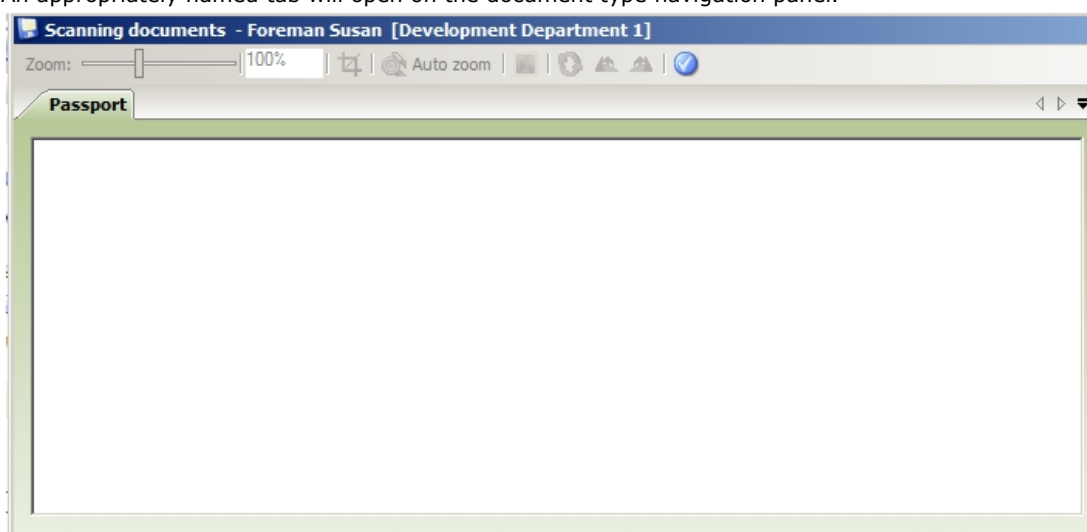 An appropriately named tab will open on the document type navigation panel.
Scanning documents - Foreman Susan [Development Department 1]
Zoom: 100% Auto zoom
Passport